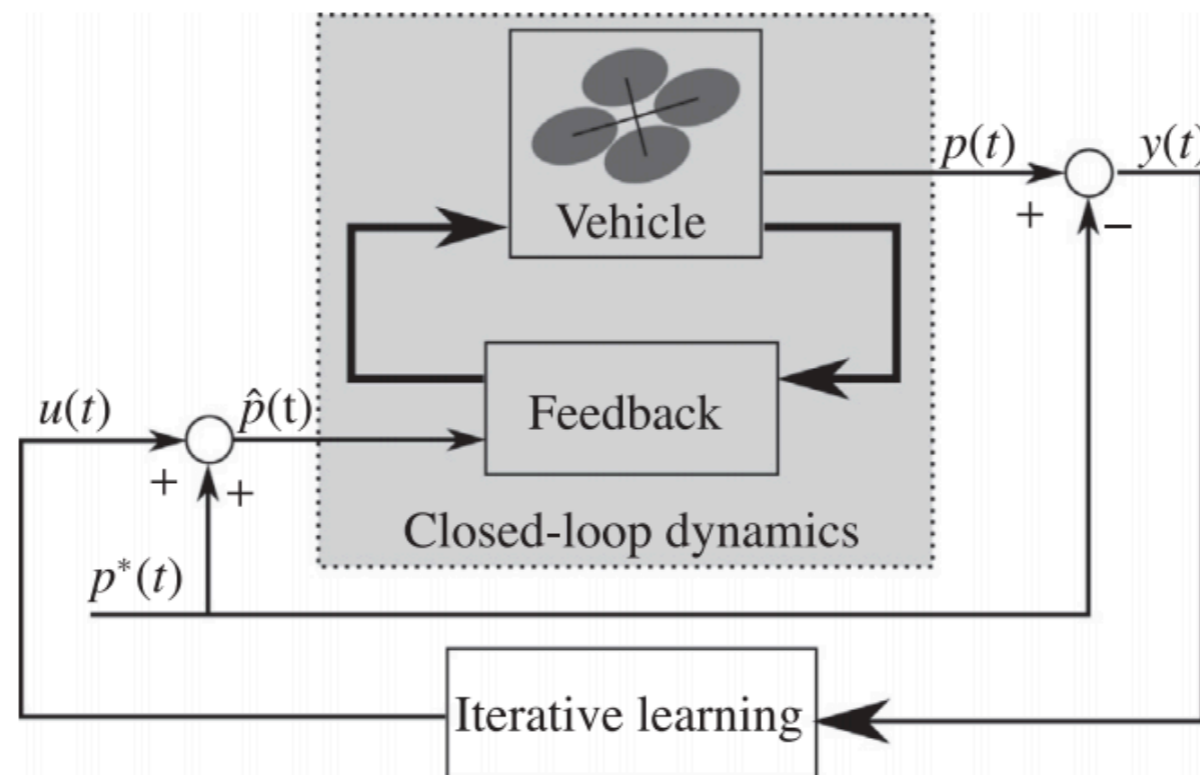 p(t)
y(t)
+
−
Vehicle
u(t)
p̂(t)
Feedback
+
+
Closed-loop dynamics
p*(t)
Iterative learning